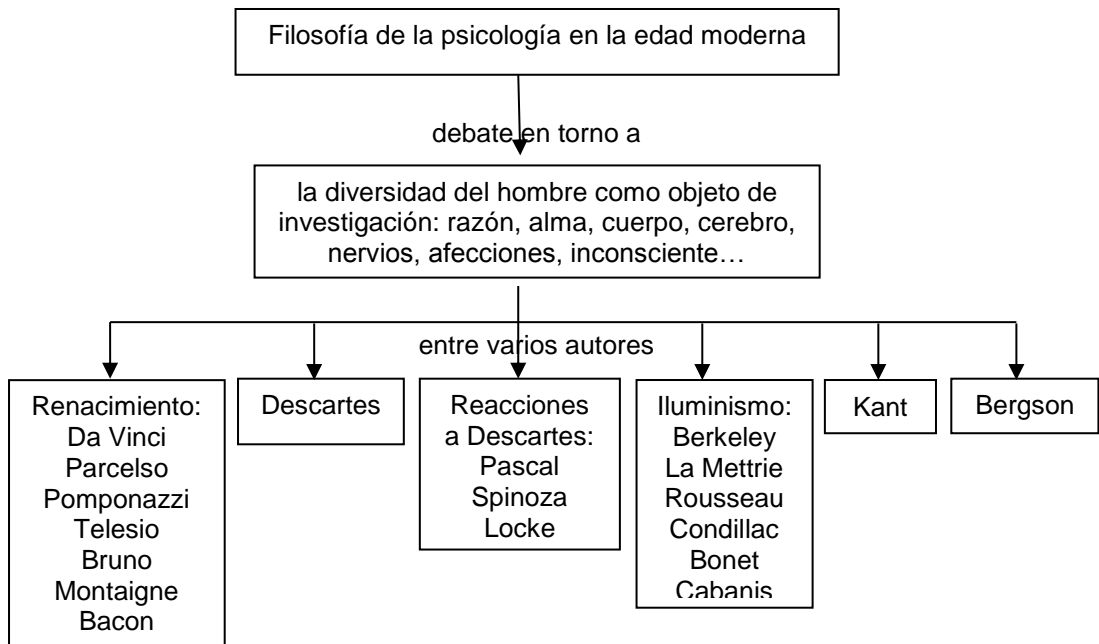 Filosofía de la psicología en la edad moderna
debate en torno a
la diversidad del hombre como objeto de
investigación: razón, alma, cuerpo, cerebro,
nervios, afecciones, inconsciente…
entre varios autores
Renacimiento:
Da Vinci
Parcelso
Pomponazzi
Telesio
Bruno
Montaigne
Bacon
Descartes
Reacciones
a Descartes:
Pascal
Spinoza
Locke
Iluminismo:
Berkeley
La Mettrie
Rousseau
Condillac
Bonet
Cabanis
Kant
Bergson